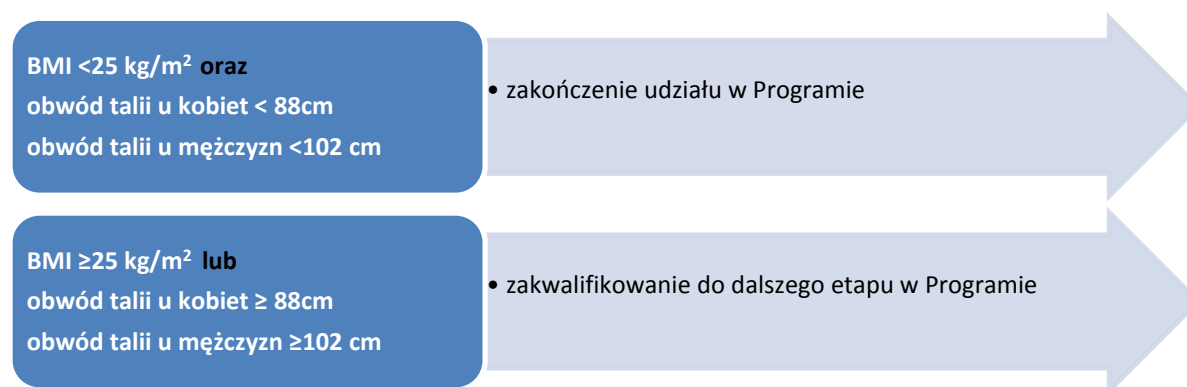 BMI <25 kg/m² oraz
obwód talii u kobiet < 88cm
obwód talii u mężczyzn <102 cm
• zakończenie udziału w Programie
BMI ≥25 kg/m² lub
obwód talii u kobiet ≥ 88cm
obwód talii u mężczyzn ≥102 cm
• zakwalifikowanie do dalszego etapu w Programie